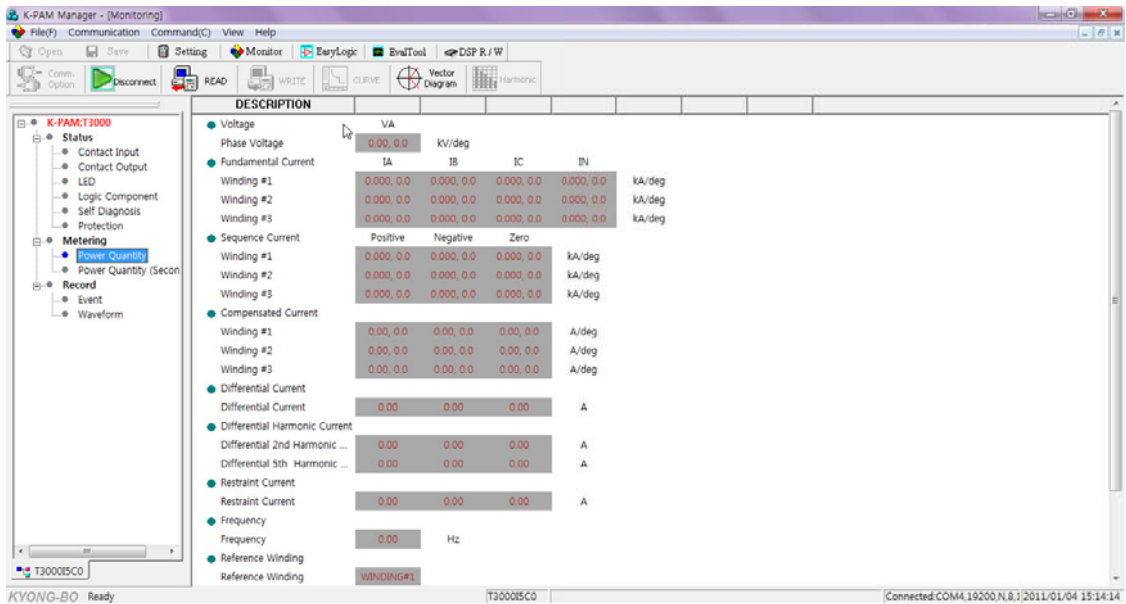 K-PAM Manager - [Monitoring]
File(F) Communication Command(C) View Help
Open Save Setting Monitor EasyLogic EvalTool DSP R/W
Comm. Option Disconnect READ WRITE CURVE Vector Diagram Harmonic
DESCRIPTION
K-PAM:T3000
Status
Contact Input
Contact Output
LED
Logic Component
Self Diagnosis
Protection
Metering
Power Quantity
Power Quantity (Secon
Record
Event
Waveform
T3000I5C0
Voltage VA
Phase Voltage 0.00, 0.0 kV/deg
Fundamental Current IA IB IC IN
Winding #1 0.000, 0.0 0.000, 0.0 0.000, 0.0 0.000, 0.0 kA/deg
Winding #2 0.000, 0.0 0.000, 0.0 0.000, 0.0 0.000, 0.0 kA/deg
Winding #3 0.000, 0.0 0.000, 0.0 0.000, 0.0 0.000, 0.0 kA/deg
Sequence Current Positive Negative Zero
Winding #1 0.000, 0.0 0.000, 0.0 0.000, 0.0 kA/deg
Winding #2 0.000, 0.0 0.000, 0.0 0.000, 0.0 kA/deg
Winding #3 0.000, 0.0 0.000, 0.0 0.000, 0.0 kA/deg
Compensated Current
Winding #1 0.00, 0.0 0.00, 0.0 0.00, 0.0 A/deg
Winding #2 0.00, 0.0 0.00, 0.0 0.00, 0.0 A/deg
Winding #3 0.00, 0.0 0.00, 0.0 0.00, 0.0 A/deg
Differential Current
Differential Current 0.00 0.00 0.00 A
Differential Harmonic Current
Differential 2nd Harmonic ... 0.00 0.00 0.00 A
Differential 5th Harmonic ... 0.00 0.00 0.00 A
Restraint Current
Restraint Current 0.00 0.00 0.00 A
Frequency
Frequency 0.00 Hz
Reference Winding
Reference Winding WINDING#1
KYONG-BO Ready T3000I5C0 Connected:COM4,19200,N,8,1 2011/01/04 15:14:14